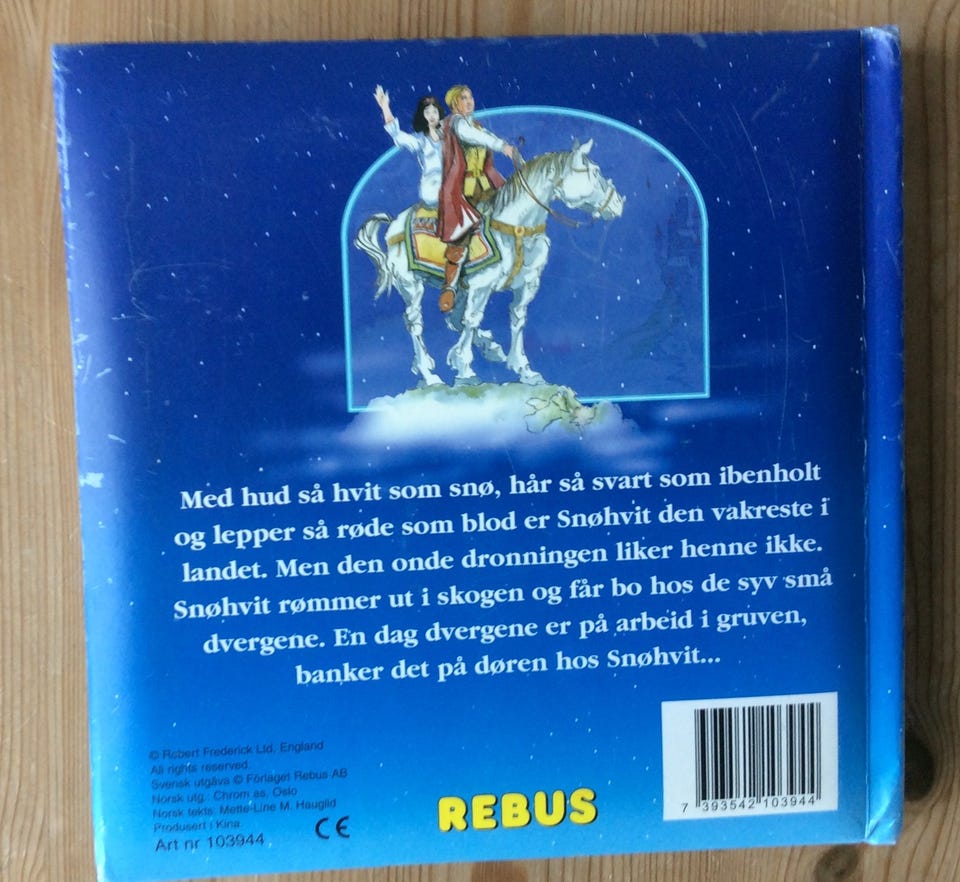 Med hud så hvit som snø, hår så svart som ibenholt
og lepper så røde som blod er Snøhvit den vakreste i
landet. Men den onde dronningen liker henne ikke.
Snøhvit rømmer ut i skogen og får bo hos de syv små
dvergene. En dag dvergene er på arbeid i gruven,
banker det på døren hos Snøhvit...
© Robert Frederick Ltd, England
All rights reserved.
Svensk utgåva © Förlaget Rebus AB
Norsk utg.: Chrom as, Oslo
Norsk tekts: Mette-Line M. Hauglid
Produsert i Kina.
Art nr 103944
CE
REBUS
7 393542 103944